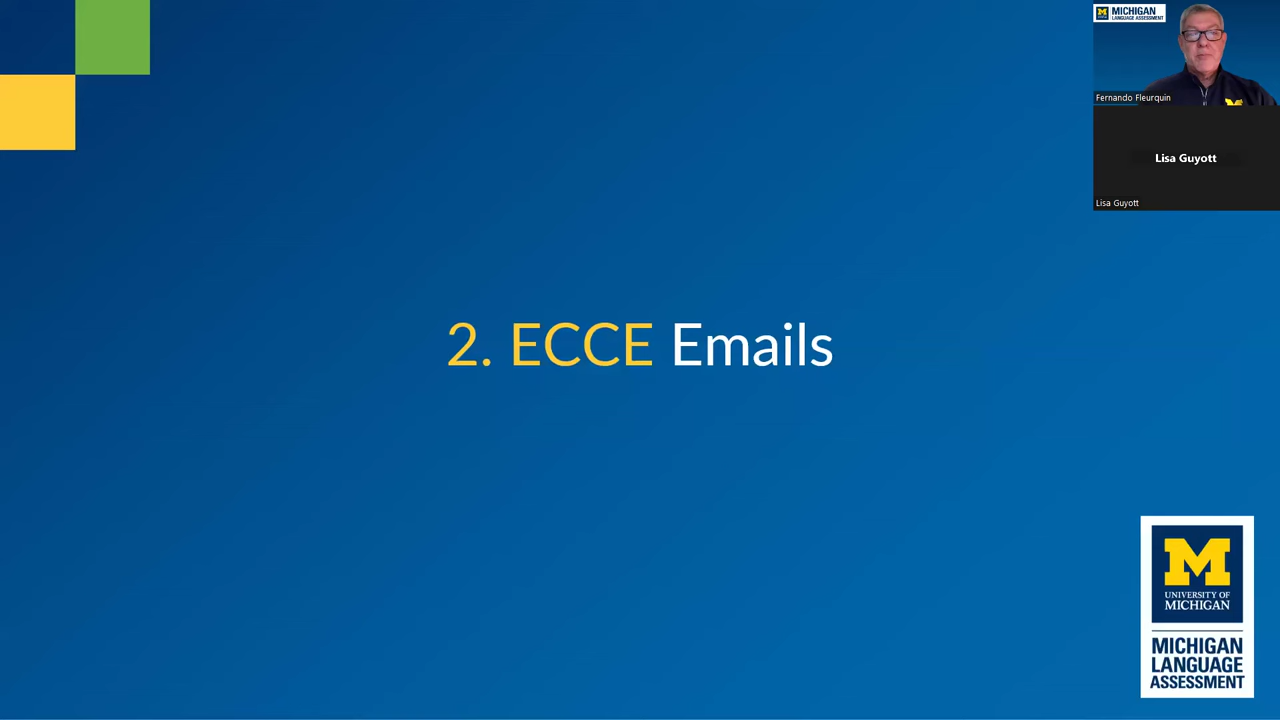 MICHIGAN
LANGUAGE ASSESSMENT
Fernando Fleurquin
Lisa Guyott
Lisa Guyott
2. ECCE Emails
UNIVERSITY OF
MICHIGAN
MICHIGAN
LANGUAGE
ASSESSMENT